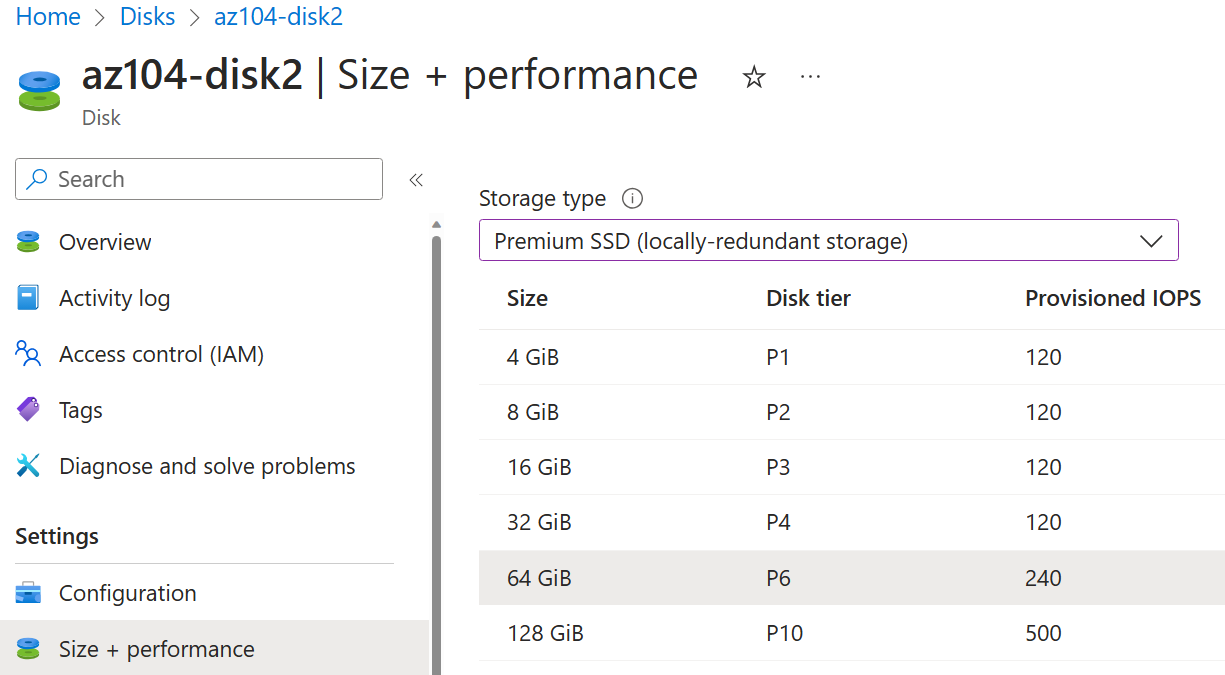 Home > Disks > az104-disk2
az104-disk2 | Size + performance
Disk
Search
Overview
Activity log
Access control (IAM)
Tags
Diagnose and solve problems
Settings
Configuration
Size + performance
Storage type
Premium SSD (locally-redundant storage)
Size Disk tier Provisioned IOPS
4 GiB P1 120
8 GiB P2 120
16 GiB P3 120
32 GiB P4 120
64 GiB P6 240
128 GiB P10 500